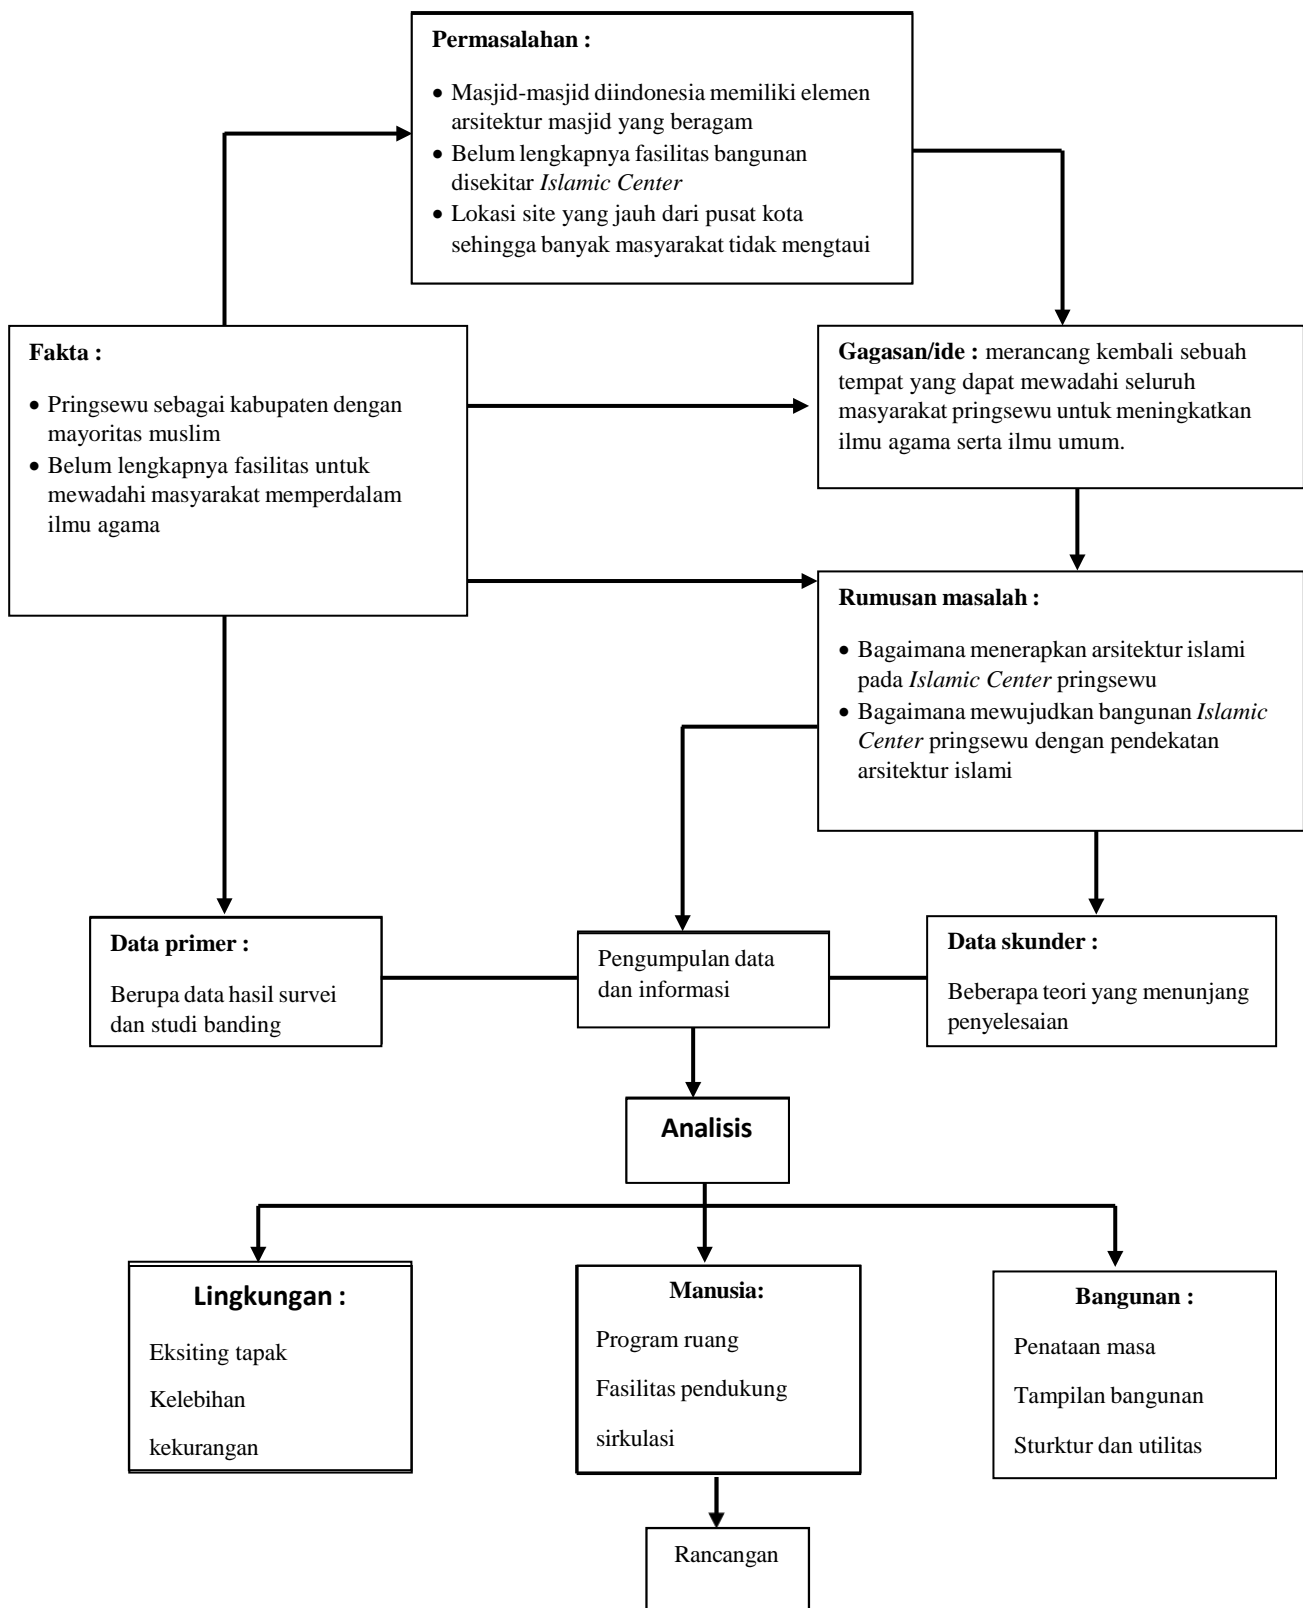 Permasalahan :
• Masjid-masjid diindonesia memiliki elemen
arsitektur masjid yang beragam
• Belum lengkapnya fasilitas bangunan
disekitar Islamic Center
• Lokasi site yang jauh dari pusat kota
sehingga banyak masyarakat tidak mengtaui
Fakta :
• Pringsewu sebagai kabupaten dengan
mayoritas muslim
• Belum lengkapnya fasilitas untuk
mewadahi masyarakat memperdalam
ilmu agama
Gagasan/ide : merancang kembali sebuah
tempat yang dapat mewadahi seluruh
masyarakat pringsewu untuk meningkatkan
ilmu agama serta ilmu umum.
Rumusan masalah :
• Bagaimana menerapkan arsitektur islami
pada Islamic Center pringsewu
• Bagaimana mewujudkan bangunan Islamic
Center pringsewu dengan pendekatan
arsitektur islami
Data primer :
Berupa data hasil survei
dan studi banding
Pengumpulan data
dan informasi
Data skunder :
Beberapa teori yang menunjang
penyelesaian
Analisis
Lingkungan :
Eksiting tapak
Kelebihan
kekurangan
Manusia:
Program ruang
Fasilitas pendukung
sirkulasi
Bangunan :
Penataan masa
Tampilan bangunan
Sturktur dan utilitas
Rancangan